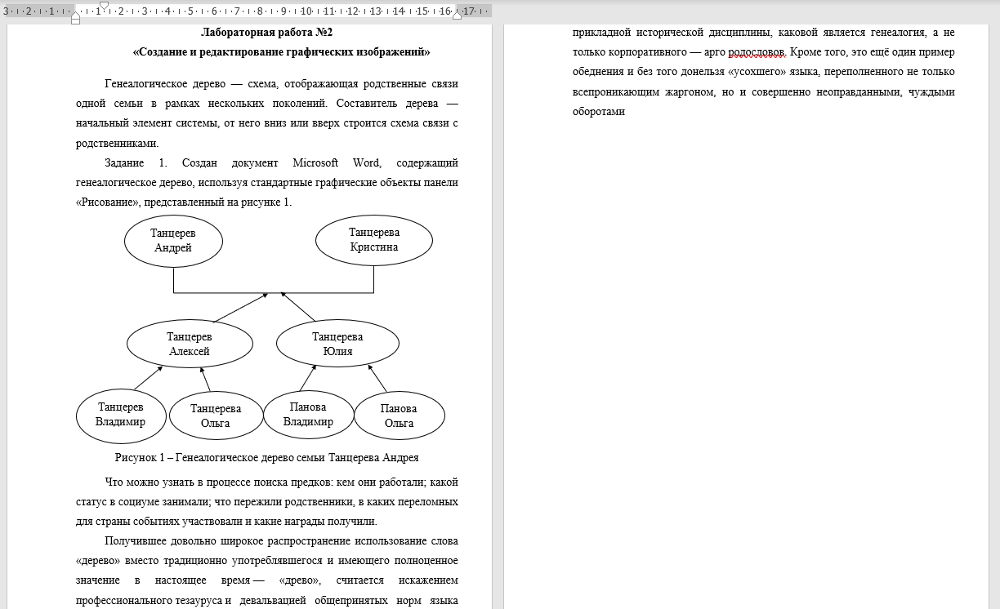 3 2 1 1 2 3 4 5 6 7 8 9 10 11 12 13 14 15 16 17
Лабораторная работа №2
«Создание и редактирование графических изображений»
Генеалогическое дерево — схема, отображающая родственные связи
одной семьи в рамках нескольких поколений. Составитель дерева —
начальный элемент системы, от него вниз или вверх строится схема связи с
родственниками.
Задание 1. Создан документ Microsoft Word, содержащий
генеалогическое дерево, используя стандартные графические объекты панели
«Рисование», представленный на рисунке 1.
Танцерев
Андрей
Танцерева
Кристина
Танцерев
Алексей
Танцерева
Юлия
Танцерев
Владимир
Танцерева
Ольга
Панова
Владимир
Панова
Ольга
Рисунок 1 – Генеалогическое дерево семьи Танцерева Андрея
Что можно узнать в процессе поиска предков: кем они работали; какой
статус в социуме занимали; что пережили родственники, в каких переломных
для страны событиях участвовали и какие награды получили.
Получившее довольно широкое распространение использование слова
«дерево» вместо традиционно употреблявшегося и имеющего полноценное
значение в настоящее время — «древо», считается искажением
профессионального тезауруса и девальвацией общепринятых норм языка
прикладной исторической дисциплины, каковой является генеалогия, а не
только корпоративного — арго родословов. Кроме того, это ещё один пример
обеднения и без того донельзя «усохшего» языка, переполненного не только
всепроникающим жаргоном, но и совершенно неоправданными, чуждыми
оборотами